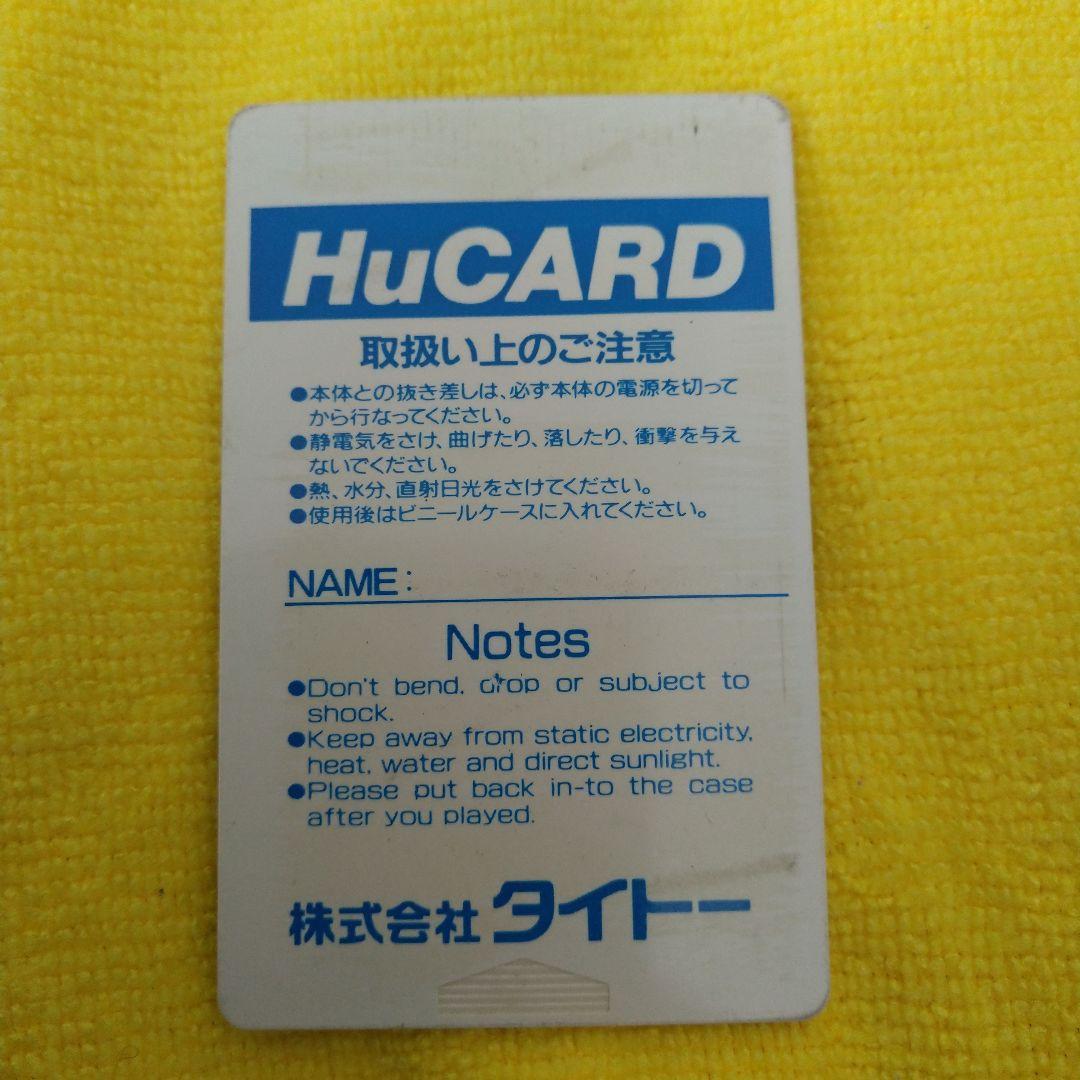 HuCARD
取扱い上のご注意
●本体との抜き差しは、必ず本体の電源を切って
から行なってください。
●静電気をさけ、曲げたり、落したり、衝撃を与え
ないでください。
●熱、水分、直射日光をさけてください。
●使用後はビニールケースに入れてください。
NAME:
Notes
●Don't bend, drop or subject to
shock.
●Keep away from static electricity,
heat, water and direct sunlight.
●Please put back in-to the case
after you played.
株式会社タイトー